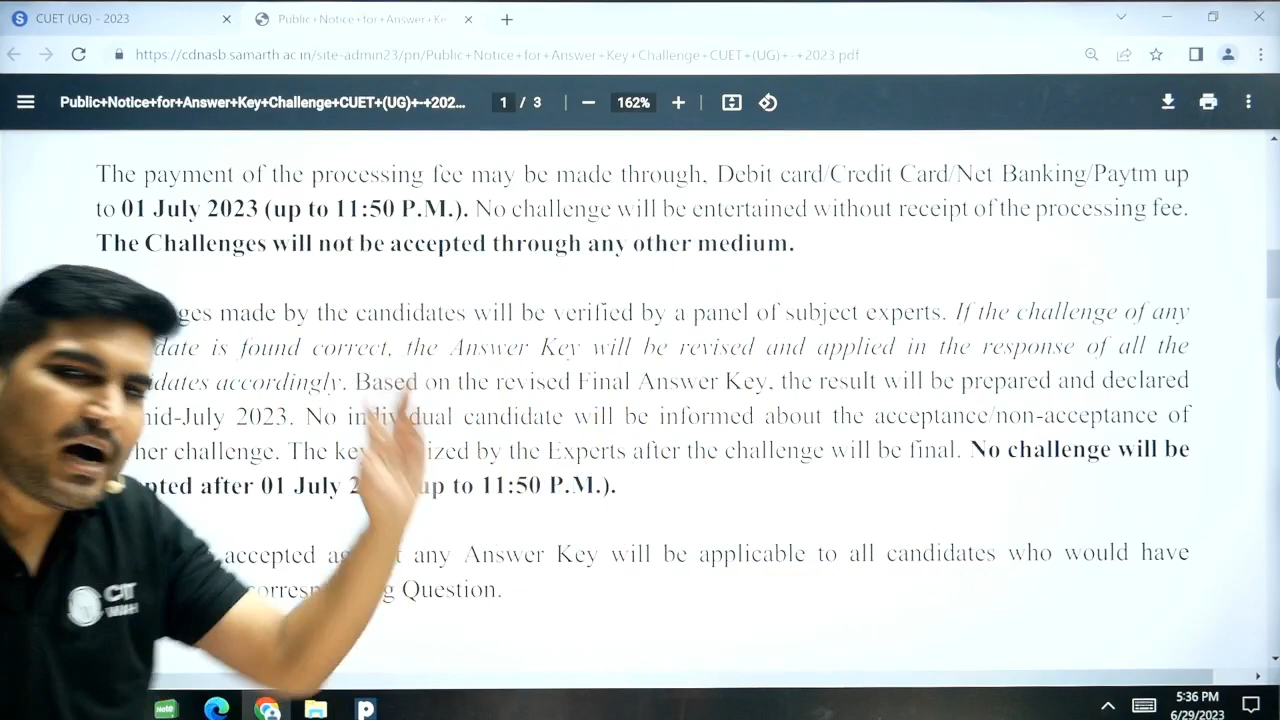 CUET (UG) - 2023
Public+Notice+for+Answer+Ke
https://cdnasb.samarth.ac.in/site-admin23/pn/Public+Notice+for+Answer+Key+Challenge+CUET+(UG)+-+2023.pdf
Public+Notice+for+Answer+Key+Challenge+CUET+(UG)+-+202... 1 / 3 162%
The payment of the processing fee may be made through, Debit card/Credit Card/Net Banking/Paytm up
to 01 July 2023 (up to 11:50 P.M.). No challenge will be entertained without receipt of the processing fee.
The Challenges will not be accepted through any other medium.
ges made by the candidates will be verified by a panel of subject experts. If the challenge of any
date is found correct, the Answer Key will be revised and applied in the response of all the
idates accordingly. Based on the revised Final Answer Key, the result will be prepared and declared
mid-July 2023. No individual candidate will be informed about the acceptance/non-acceptance of
her challenge. The key ized by the Experts after the challenge will be final. No challenge will be
pted after 01 July 2 up to 11:50 P.M.).
accepted ag t any Answer Key will be applicable to all candidates who would have
corresp g Question.
Note
5:36 PM
6/29/2023